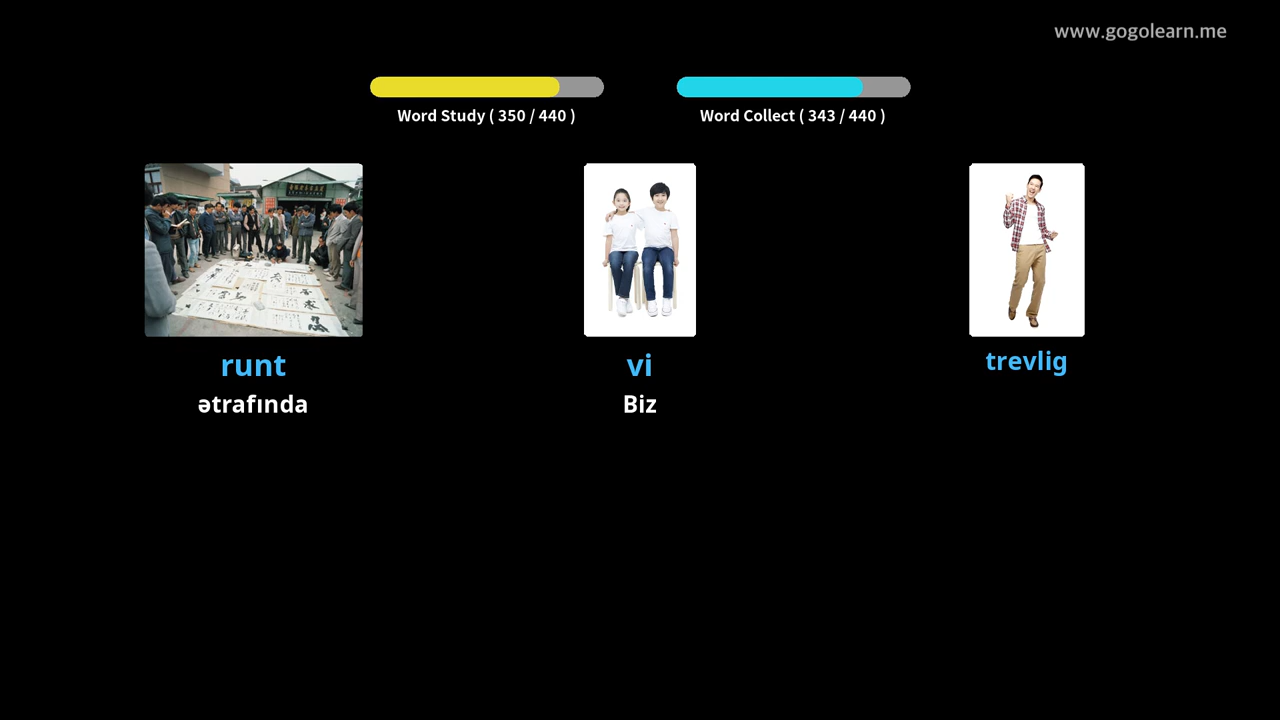 www.gogolearn.me
Word Study ( 350 / 440 )
Word Collect ( 343 / 440 )
runt
vi
trevlig
ətrafında
Biz